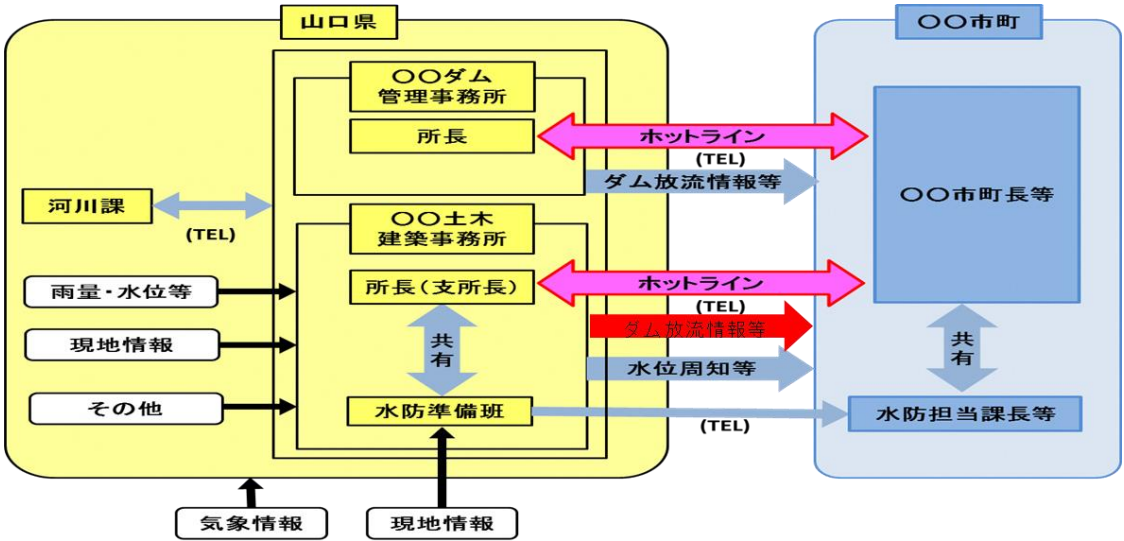 山口県
〇〇市町
〇〇ダム
管理事務所
所長
ホットライン
(TEL)
ダム放流情報等
〇〇市町長等
河川課
(TEL)
〇〇土木
建築事務所
雨量・水位等
所長(支所長)
ホットライン
(TEL)
ダム放流情報等
現地情報
共有
水位周知等
共有
その他
水防準備班
(TEL)
水防担当課長等
気象情報
現地情報